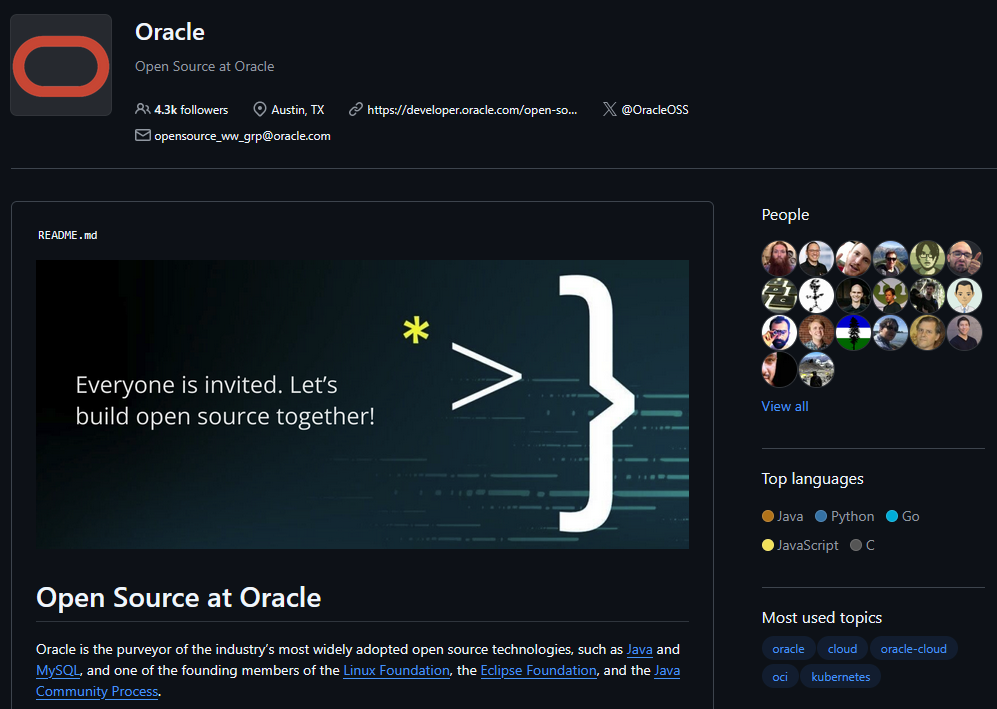 Oracle
Open Source at Oracle
4.3k followers
Austin, TX
https://developer.oracle.com/open-so...
@OracleOSS
opensource_ww_grp@oracle.com
README.md
* > }
Everyone is invited. Let’s
build open source together!
Open Source at Oracle
Oracle is the purveyor of the industry’s most widely adopted open source technologies, such as Java and
MySQL, and one of the founding members of the Linux Foundation, the Eclipse Foundation, and the Java
Community Process.
People
View all
Top languages
Java Python Go
JavaScript C
Most used topics
oracle cloud oracle-cloud
oci kubernetes